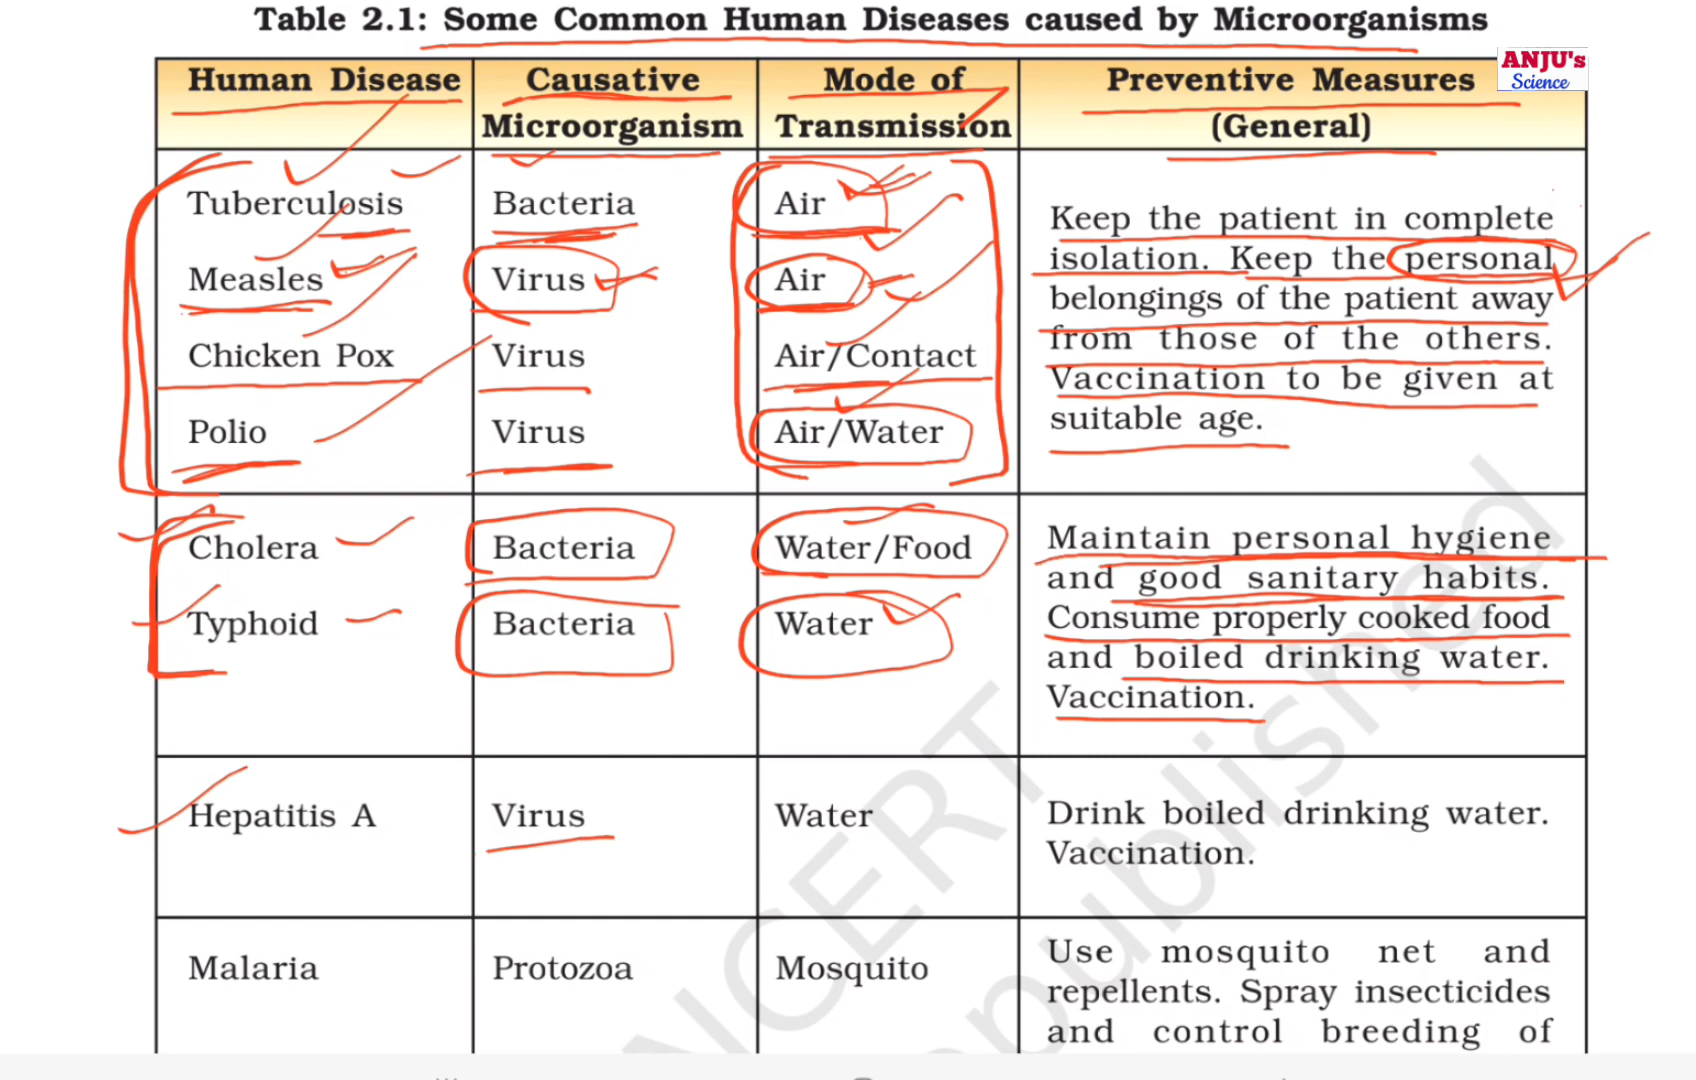 Table 2.1: Some Common Human Diseases caused by Microorganisms
ANJU's
Science
Human Disease
Causative
Microorganism
Mode of
Transmission
Preventive Measures
(General)
Tuberculosis
Bacteria
Air
Measles
Virus
Air
Chicken Pox
Virus
Air/Contact
Polio
Virus
Air/Water
Keep the patient in complete
isolation. Keep the personal
belongings of the patient away
from those of the others.
Vaccination to be given at
suitable age.
Cholera
Bacteria
Water/Food
Typhoid
Bacteria
Water
Maintain personal hygiene
and good sanitary habits.
Consume properly cooked food
and boiled drinking water.
Vaccination.
Hepatitis A
Virus
Water
Drink boiled drinking water.
Vaccination.
Malaria
Protozoa
Mosquito
Use mosquito net and
repellents. Spray insecticides
and control breeding of
NCERT
republished